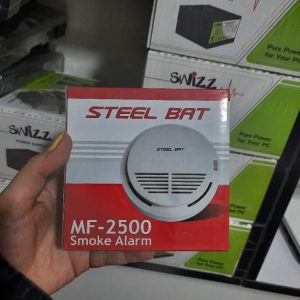 SWIZZ
Pure Power
for Your PC
SWIZZ
STEEL BAT
STEEL BAT
MF-2500
Smoke Alarm
Pure Power
for Your PC